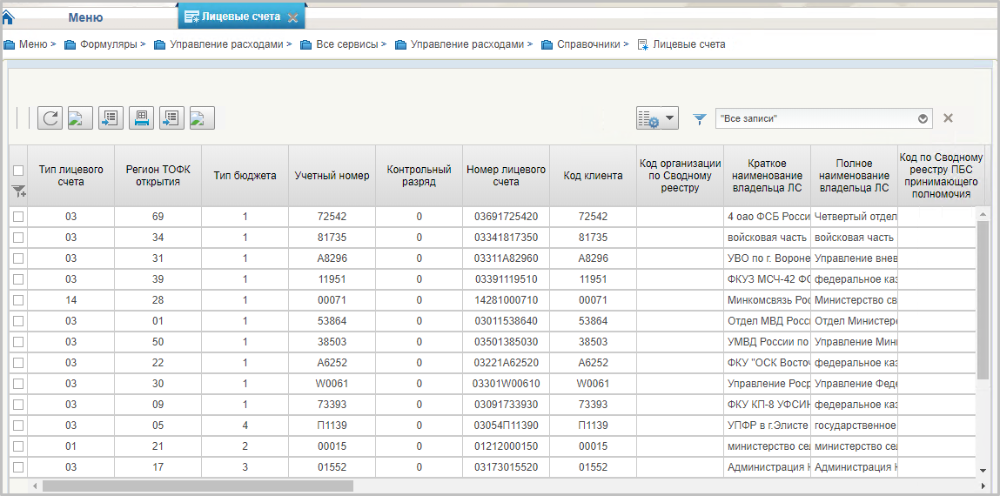 Меню
Лицевые счета
Меню > Формуляры > Управление расходами > Все сервисы > Управление расходами > Справочники > Лицевые счета
"Все записи"
Тип лицевого счета
Регион ТОФК открытия
Тип бюджета
Учетный номер
Контрольный разряд
Номер лицевого счета
Код клиента
Код организации по Сводному реестру
Краткое наименование владельца ЛС
Полное наименование владельца ЛС
Код по Сводному реестру ПБС принимающего полномочия
03 69 1 72542 0 03691725420 72542 4 оао ФСБ Росси Четвертый отдел
03 34 1 81735 0 03341817350 81735 войсковая часть войсковая часть
03 31 1 А8296 0 03311А82960 А8296 УВО по г. Вороне Управление внев
03 39 1 11951 0 03391119510 11951 ФКУЗ МСЧ-42 ФС федеральное каз
14 28 1 00071 0 14281000710 00071 Минкомсвязь Рос Министерство св
03 01 1 53864 0 03011538640 53864 Отдел МВД Росс Отдел Министерс
03 50 1 38503 0 03501385030 38503 УМВД России по Управление Мин
03 22 1 А6252 0 03221А62520 А6252 ФКУ "ОСК Восточ федеральное каз
03 30 1 W0061 0 03301W00610 W0061 Управление Роср Управление Феде
03 09 1 73393 0 03091733930 73393 ФКУ КП-8 УФСИН федеральное каз
03 05 4 П1139 0 03054П11390 П1139 УПФР в г.Элисте государственное
01 21 2 00015 0 01212000150 00015 министерство сел министерство сел
03 17 3 01552 0 03173015520 01552 Администрация Н Администрация Н